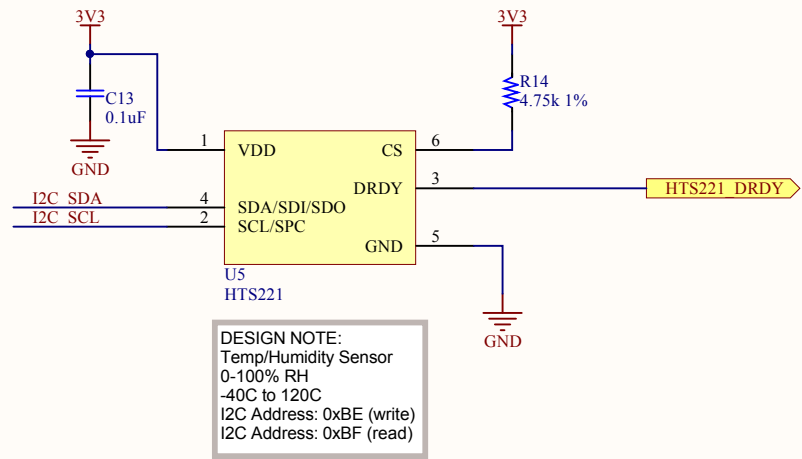 3V3
C13
0.1uF
GND
3V3
R14
4.75k 1%
1
VDD
CS
6
DRDY
3
HTS221_DRDY
I2C_SDA
4
SDA/SDI/SDO
I2C_SCL
2
SCL/SPC
GND
5
U5
HTS221
GND
DESIGN NOTE:
Temp/Humidity Sensor
0-100% RH
-40C to 120C
I2C Address: 0xBE (write)
I2C Address: 0xBF (read)